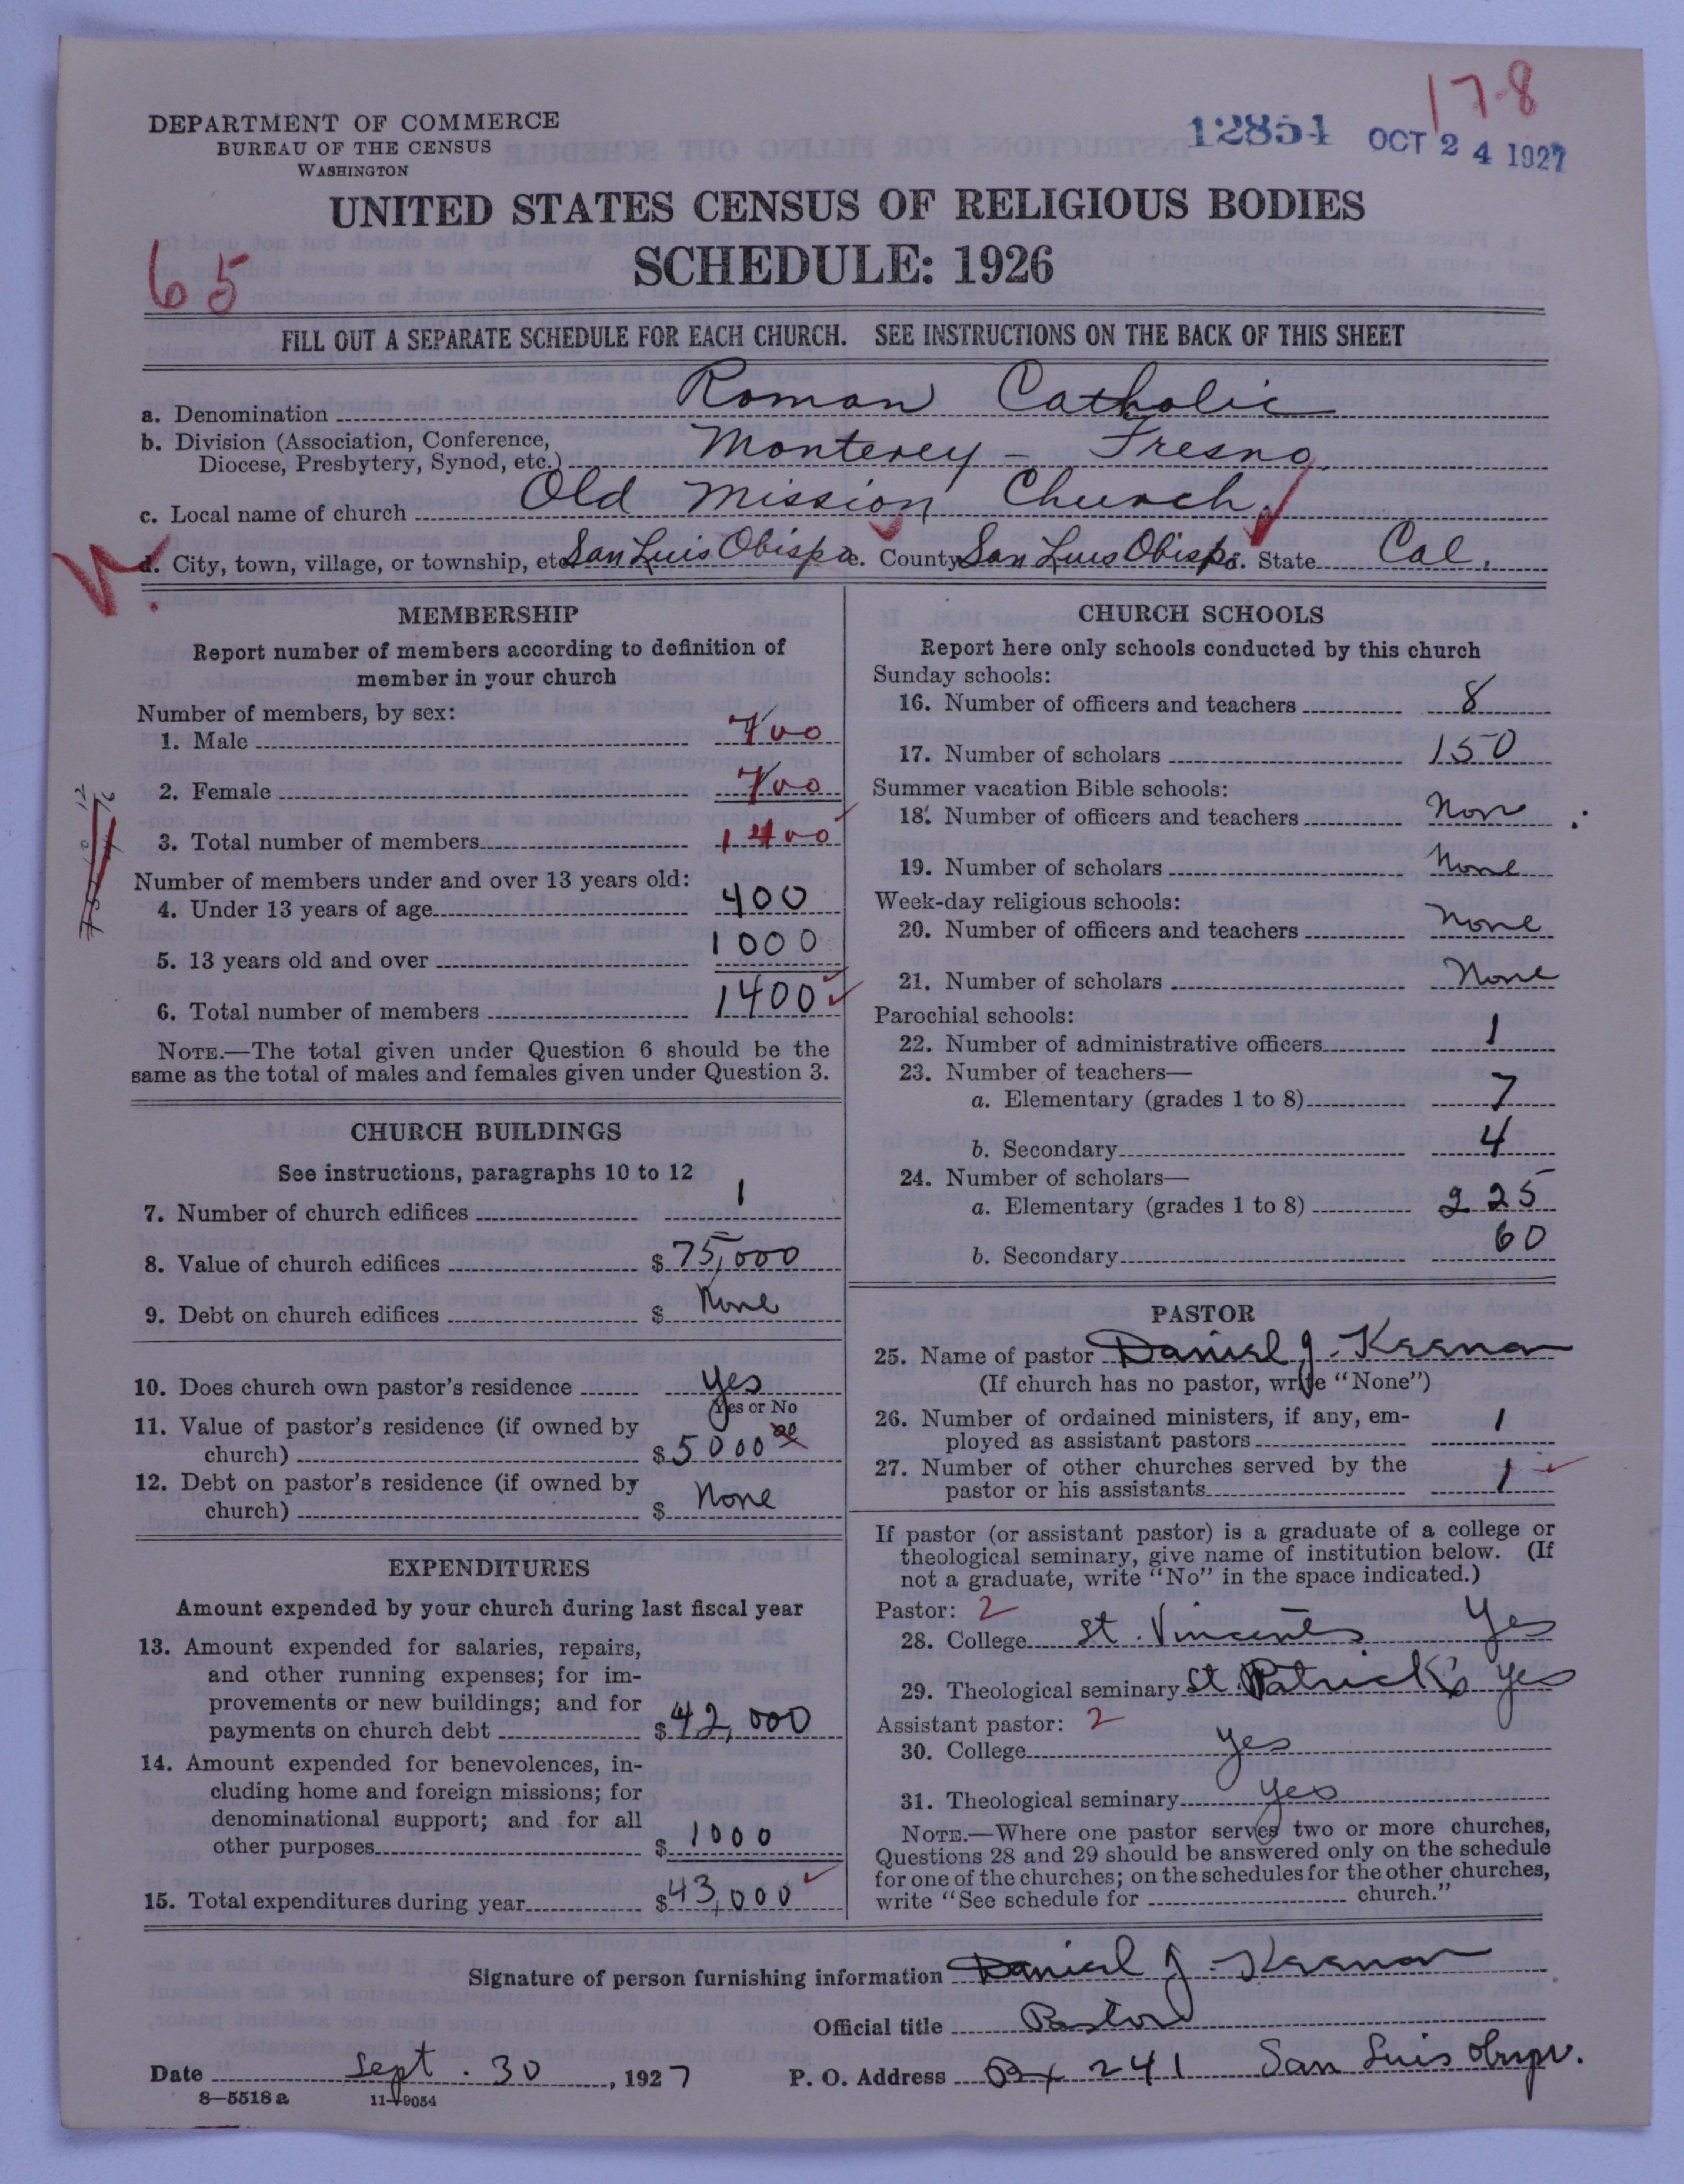 178
DEPARTMENT OF COMMERCE
BUREAU OF THE CENSUS
WASHINGTON
12854 OCT 24 1927
UNITED STATES CENSUS OF RELIGIOUS BODIES
SCHEDULE: 1926
65
FILL OUT A SEPARATE SCHEDULE FOR EACH CHURCH. SEE INSTRUCTIONS ON THE BACK OF THIS SHEET
a. Denomination Roman Catholic
b. Division (Association, Conference, Diocese, Presbytery, Synod, etc.) Monterey - Fresno
c. Local name of church Old Mission Church.
d. City, town, village, or township, etc. San Luis Obispo e. County San Luis Obispo f. State Cal.
MEMBERSHIP
Report number of members according to definition of
member in your church
Number of members, by sex:
1. Male 700
2. Female 700
3. Total number of members 1400
Number of members under and over 13 years old:
4. Under 13 years of age 400
5. 13 years old and over 1000
6. Total number of members 1400
NOTE.—The total given under Question 6 should be the
same as the total of males and females given under Question 3.
CHURCH BUILDINGS
See instructions, paragraphs 10 to 12
7. Number of church edifices 1
8. Value of church edifices $ 75,000
9. Debt on church edifices $ None
10. Does church own pastor's residence yes
Yes or No
11. Value of pastor's residence (if owned by
church) $ 5000 00
12. Debt on pastor's residence (if owned by
church) $ None
EXPENDITURES
Amount expended by your church during last fiscal year
13. Amount expended for salaries, repairs,
and other running expenses; for im-
provements or new buildings; and for
payments on church debt $ 42,000
14. Amount expended for benevolences, in-
cluding home and foreign missions; for
denominational support; and for all
other purposes $ 1000
15. Total expenditures during year $ 43,000
CHURCH SCHOOLS
Report here only schools conducted by this church
Sunday schools:
16. Number of officers and teachers 8
17. Number of scholars 150
Summer vacation Bible schools:
18. Number of officers and teachers Non
19. Number of scholars None
Week-day religious schools:
20. Number of officers and teachers None
21. Number of scholars None
Parochial schools:
22. Number of administrative officers 1
23. Number of teachers—
a. Elementary (grades 1 to 8) 7
b. Secondary 4
24. Number of scholars—
a. Elementary (grades 1 to 8) 225
b. Secondary 60
PASTOR
25. Name of pastor Daniel J. Keenan
(If church has no pastor, write "None")
26. Number of ordained ministers, if any, em-
ployed as assistant pastors 1
27. Number of other churches served by the
pastor or his assistants 1
If pastor (or assistant pastor) is a graduate of a college or
theological seminary, give name of institution below. (If
not a graduate, write "No" in the space indicated.)
Pastor: 2
28. College St. Vincents Yes
29. Theological seminary St. Patrick's yes
Assistant pastor: 2
30. College yes
31. Theological seminary yes
NOTE.—Where one pastor serves two or more churches,
Questions 28 and 29 should be answered only on the schedule
for one of the churches; on the schedules for the other churches,
write "See schedule for church."
Signature of person furnishing information Daniel J. Keenan
Official title Pastor
Date Sept. 30, 1927 P. O. Address Bx 241 San Luis Obispo.
8—5518 a 11-9054